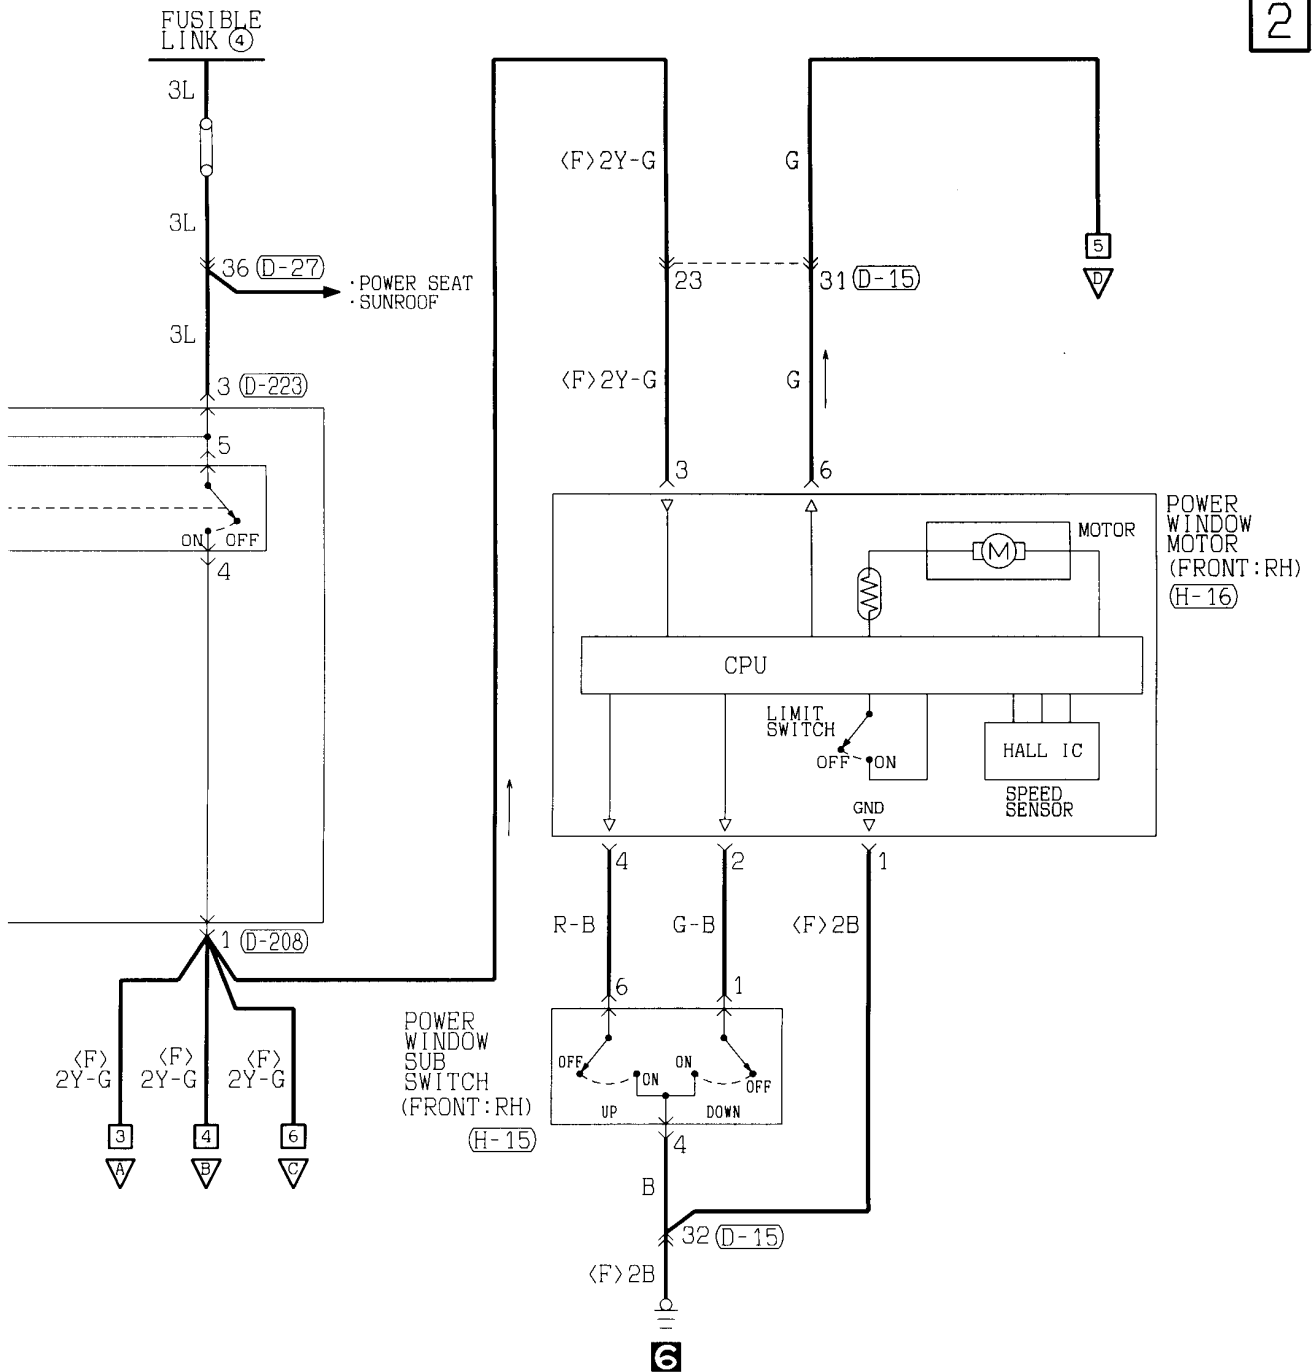 2
FUSIBLE
LINK ④
3L
3L
36 (D-27)
·POWER SEAT
·SUNROOF
3L
3 (D-223)
5
ON OFF
4
1 (D-208)
<F>
2Y-G
<F>
2Y-G
<F>
2Y-G
3
4
6
A
B
C
<F>2Y-G
G
23
31 (D-15)
5
D
<F>2Y-G
G
3
6
POWER
WINDOW
MOTOR
(FRONT:RH)
(H-16)
MOTOR
M
CPU
LIMIT
SWITCH
OFF ON
HALL IC
SPEED
SENSOR
GND
4
2
1
R-B
G-B
<F>2B
6
1
POWER
WINDOW
SUB
SWITCH
(FRONT:RH)
(H-15)
OFF
ON
ON
OFF
UP
DOWN
4
B
32 (D-15)
<F>2B
6